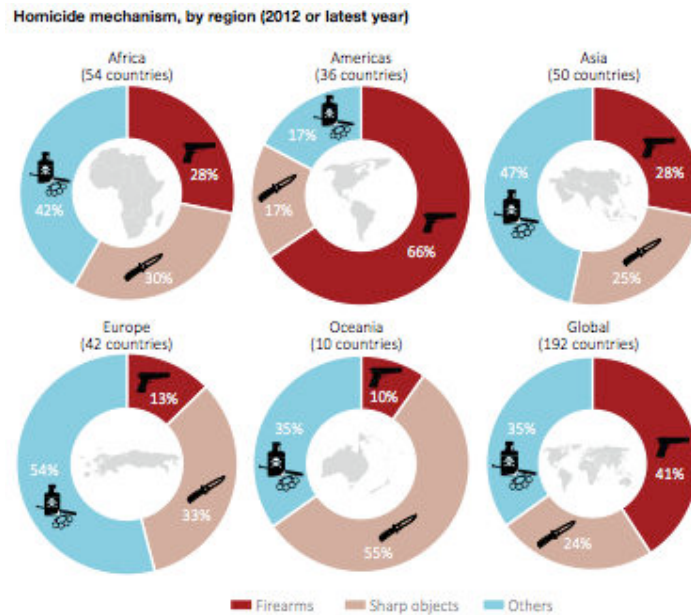 Homicide mechanism, by region (2012 or latest year)
Africa
(54 countries)
28%
30%
42%
Americas
(36 countries)
17%
17%
66%
Asia
(50 countries)
47%
28%
25%
Europe
(42 countries)
13%
54%
33%
Oceania
(10 countries)
10%
35%
55%
Global
(192 countries)
35%
41%
24%
Firearms
Sharp objects
Others